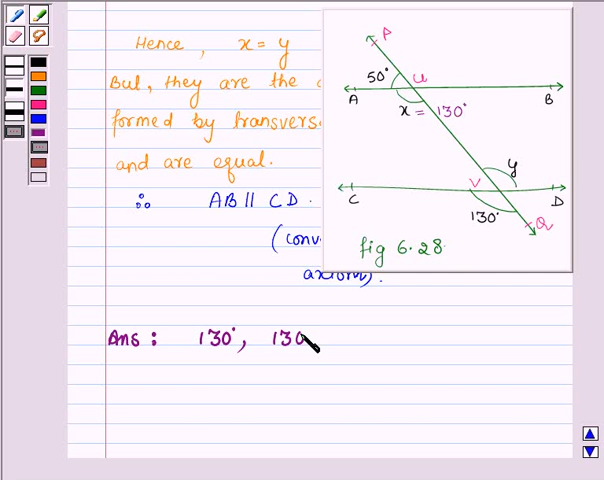 Hence, x = y
But, they are the
formed by transvers
and are equal.
∴ AB || CD.
(conv
axiom).
Ans : 130°, 130
P
50°
u
A
B
x = 130°
y
C
V
D
130°
Q
fig 6.28